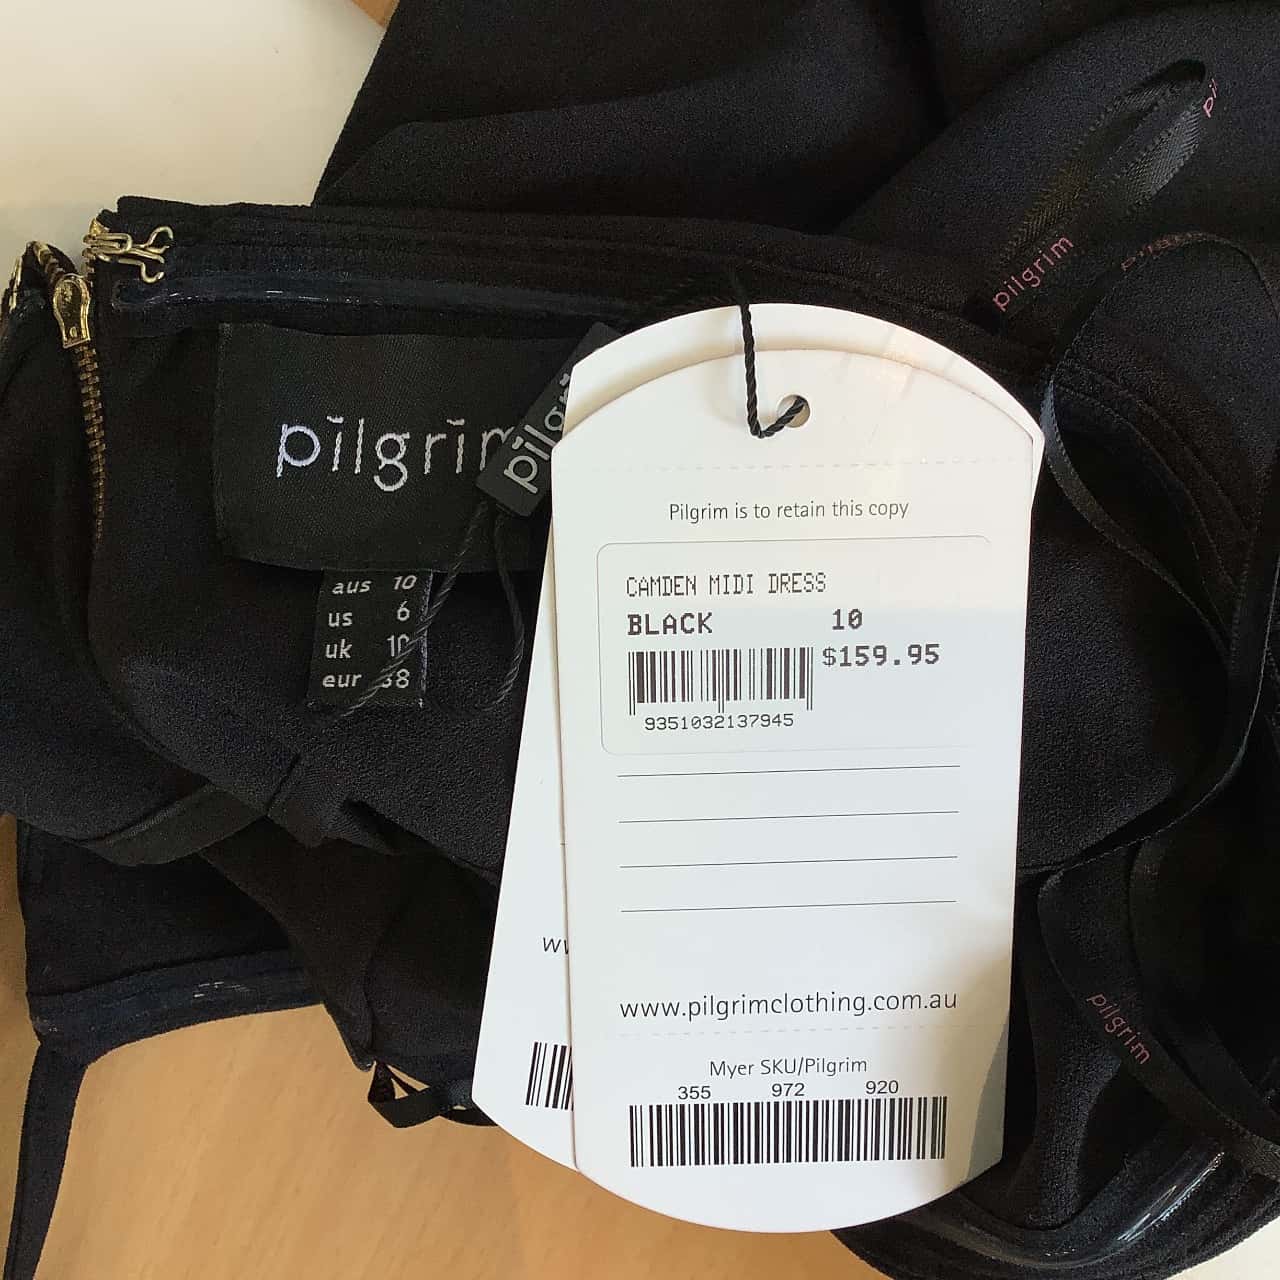 pilgrim
pilgrim
pilgrim
aus 10
us 6
uk 10
eur 38
Pilgrim is to retain this copy
CAMDEN MIDI DRESS
BLACK 10
$159.95
9351032137945
www.pilgrimclothing.com.au
Myer SKU/Pilgrim
355 972 920
pilgrim